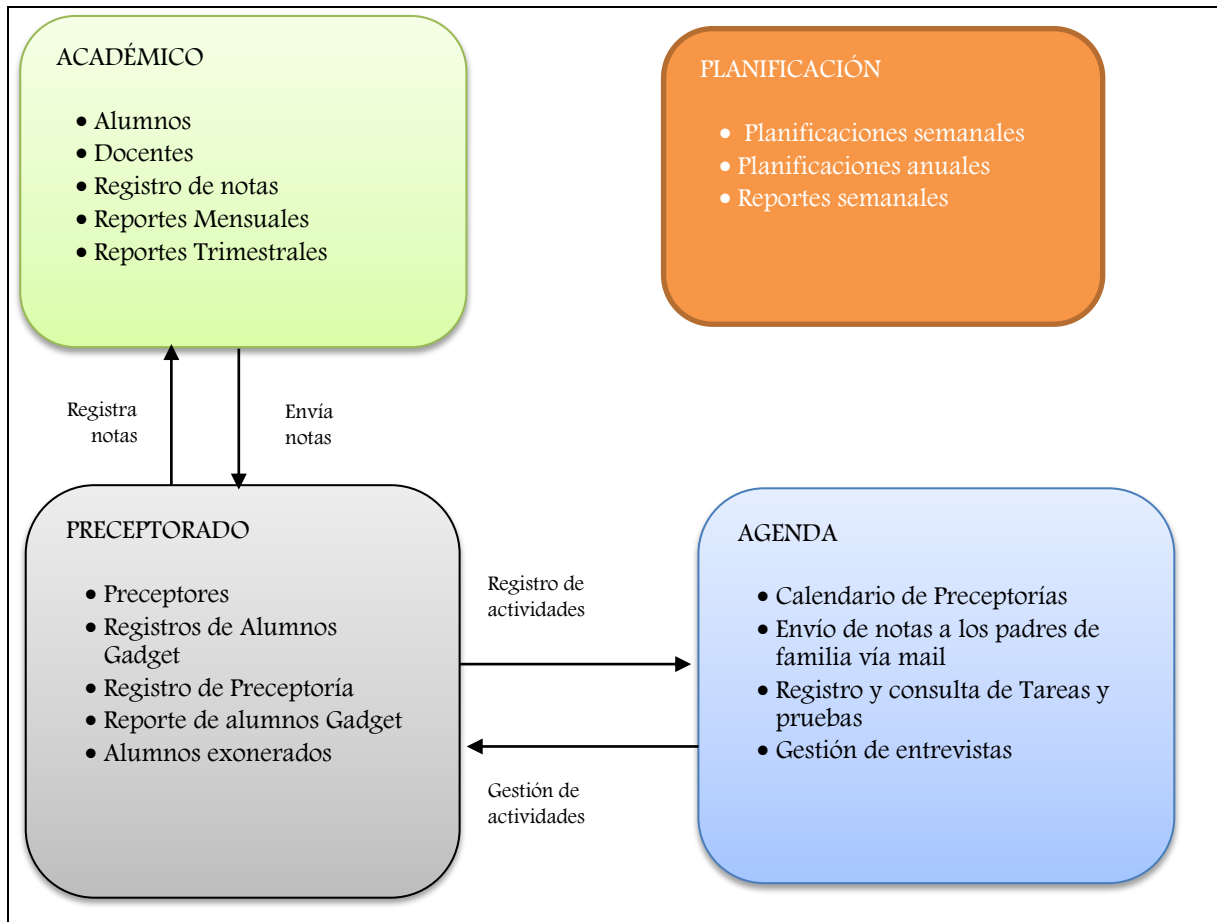 ACADÉMICO
• Alumnos
• Docentes
• Registro de notas
• Reportes Mensuales
• Reportes Trimestrales
PLANIFICACIÓN
• Planificaciones semanales
• Planificaciones anuales
• Reportes semanales
Registra
notas
Envía
notas
PRECEPTORADO
• Preceptores
• Registros de Alumnos
Gadget
• Registro de Preceptoría
• Reporte de alumnos Gadget
• Alumnos exonerados
Registro de
actividades
Gestión de
actividades
AGENDA
• Calendario de Preceptorías
• Envío de notas a los padres de
familia vía mail
• Registro y consulta de Tareas y
pruebas
• Gestión de entrevistas